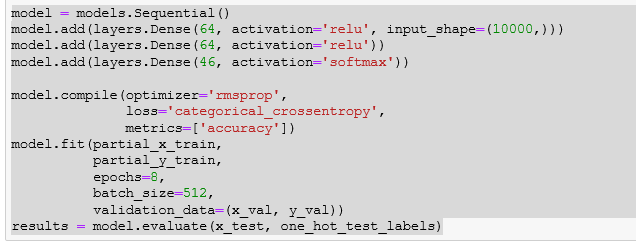 model = models.Sequential()
model.add(layers.Dense(64, activation='relu', input_shape=(10000,)))
model.add(layers.Dense(64, activation='relu'))
model.add(layers.Dense(46, activation='softmax'))

model.compile(optimizer='rmsprop',
              loss='categorical_crossentropy',
              metrics=['accuracy'])
model.fit(partial_x_train,
          partial_y_train,
          epochs=8,
          batch_size=512,
          validation_data=(x_val, y_val))
results = model.evaluate(x_test, one_hot_test_labels)